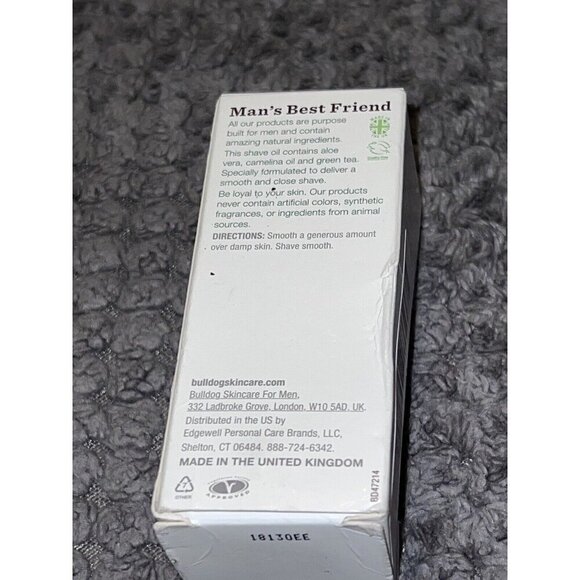 Man's Best Friend
All our products are purpose
built for men and contain
amazing natural ingredients.
This shave oil contains aloe
vera, camelina oil and green tea.
Specially formulated to deliver a
smooth and close shave.
Be loyal to your skin. Our products
never contain artificial colors, synthetic
fragrances, or ingredients from animal
sources.
DIRECTIONS: Smooth a generous amount
over damp skin. Shave smooth.
bulldogskincare.com
Bulldog Skincare For Men,
332 Ladbroke Grove, London, W10 5AD, UK.
Distributed in the US by
Edgewell Personal Care Brands, LLC,
Shelton, CT 06484. 888-724-6342.
MADE IN THE UNITED KINGDOM
7
OTHER
V
APPROVED
BD47214
18130EE